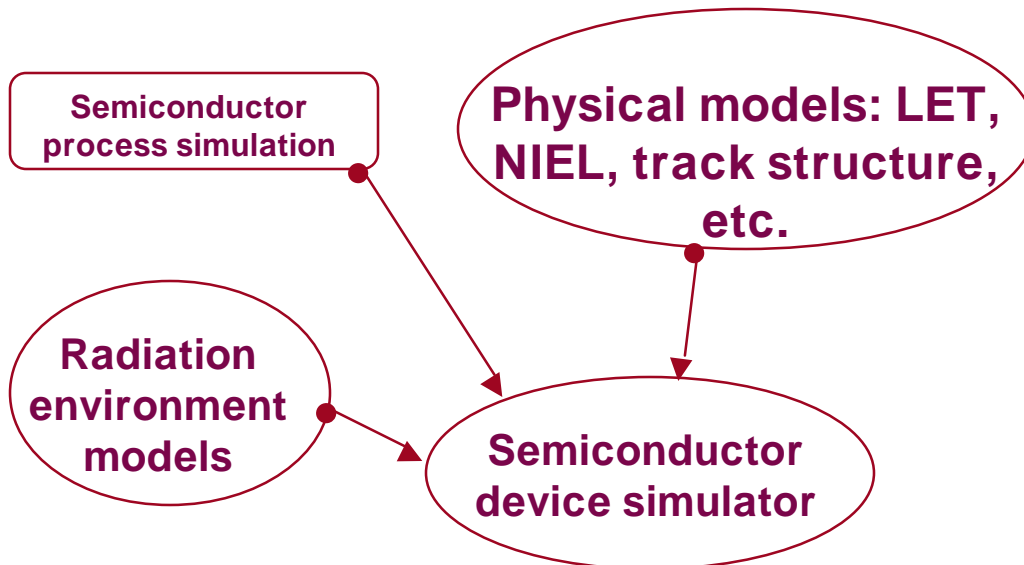 Semiconductor
process simulation
Physical models: LET,
NIEL, track structure,
etc.
Radiation
environment
models
Semiconductor
device simulator